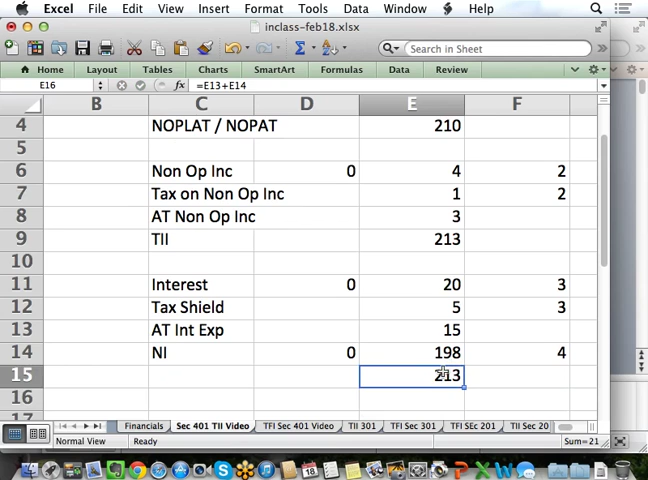 Excel File Edit View Insert Format Tools Data Window Help
inclass-feb18.xlsx
Search in Sheet
Home Layout Tables Charts SmartArt Formulas Data Review
E16 fx =E13+E14
B C D E F
4 NOPLAT / NOPAT 210
5
6 Non Op Inc 0 4 2
7 Tax on Non Op Inc 1 2
8 AT Non Op Inc 3
9 TII 213
10
11 Interest 0 20 3
12 Tax Shield 5 3
13 AT Int Exp 15
14 NI 0 198 4
15 213
16
17
Financials Sec 401 TII Video TFI Sec 401 Video TII 301 TFI Sec 301 TFI SEc 201 TII Sec 20
Normal View Ready Sum=21